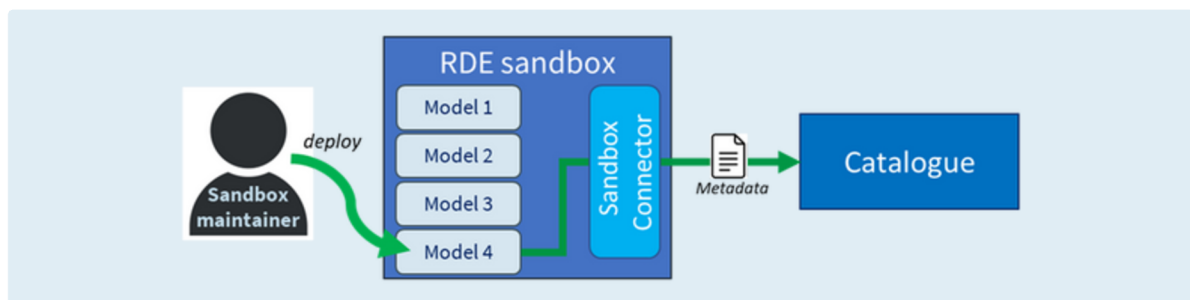 RDE sandbox
deploy
Sandbox
maintainer
Model 1
Model 2
Model 3
Model 4
Sandbox
Connector
Metadata
Catalogue